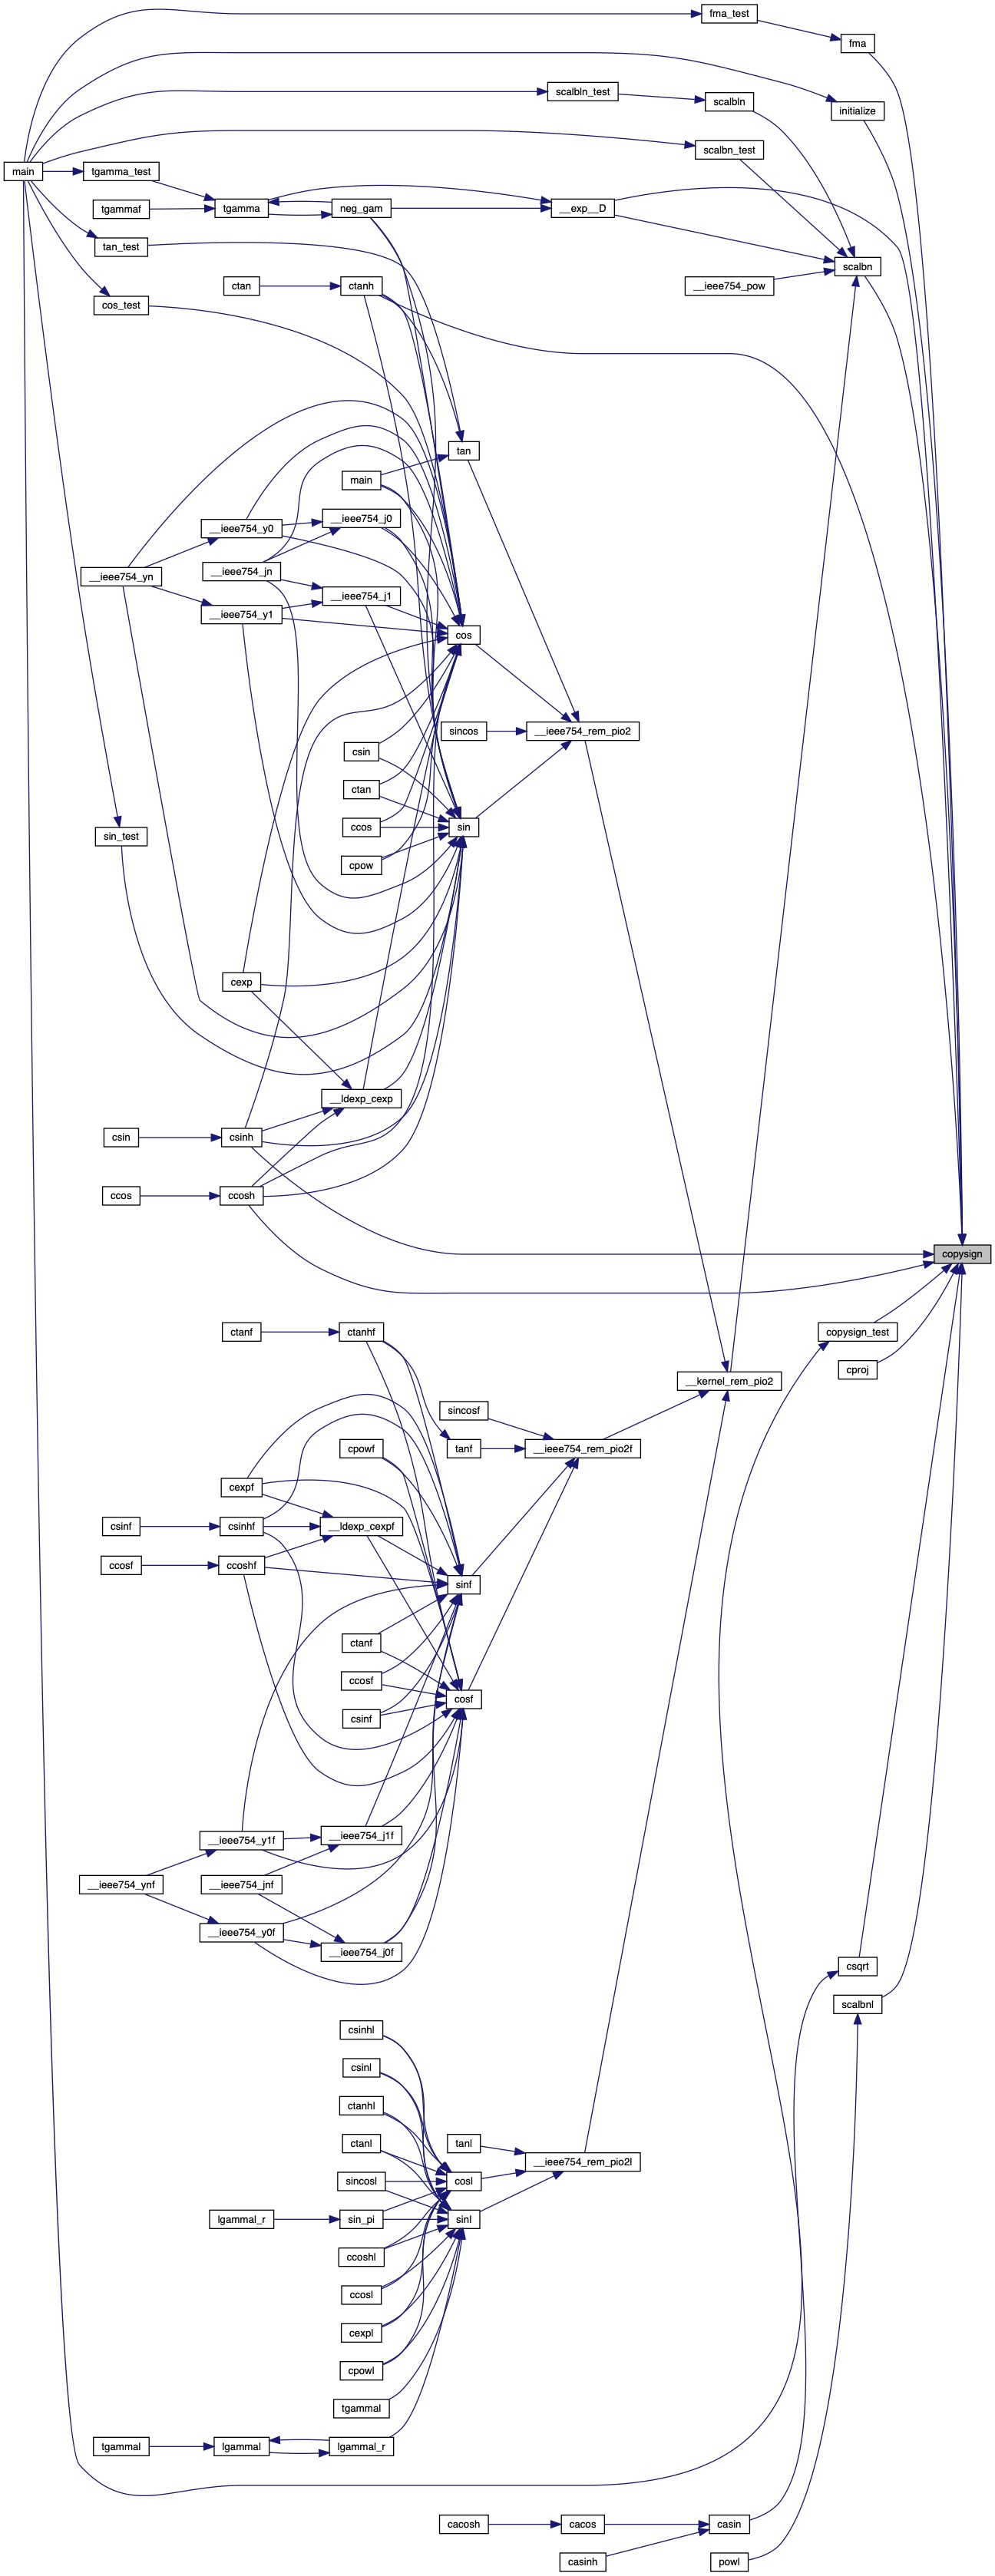 fma_test
fma
scalbln_test
scalbln
initialize
scalbn_test
main
tgamma_test
tgammaf
tgamma
neg_gam
__exp__D
tan_test
scalbn
ctan
ctanh
__ieee754_pow
cos_test
tan
main
__ieee754_j0
__ieee754_y0
__ieee754_jn
__ieee754_yn
__ieee754_j1
__ieee754_y1
cos
sincos
__ieee754_rem_pio2
csin
ctan
ccos
sin
sin_test
cpow
cexp
__ldexp_cexp
csin
csinh
ccos
ccosh
copysign
ctanf
ctanhf
copysign_test
cproj
__kernel_rem_pio2
sincosf
cpowf
tanf
__ieee754_rem_pio2f
cexpf
csinf
csinhf
__ldexp_cexpf
ccosf
ccoshf
sinf
ctanf
ccosf
cosf
csinf
__ieee754_j1f
__ieee754_y1f
__ieee754_ynf
__ieee754_jnf
__ieee754_y0f
__ieee754_j0f
csqrt
scalbnl
csinhl
csinl
ctanhl
ctanl
tanl
__ieee754_rem_pio2l
sincosl
cosl
lgammal_r
sin_pi
sinl
ccoshl
ccosl
cexpl
cpowl
tgammal
tgammal
lgammal
lgammal_r
cacosh
cacos
casin
casinh
powl